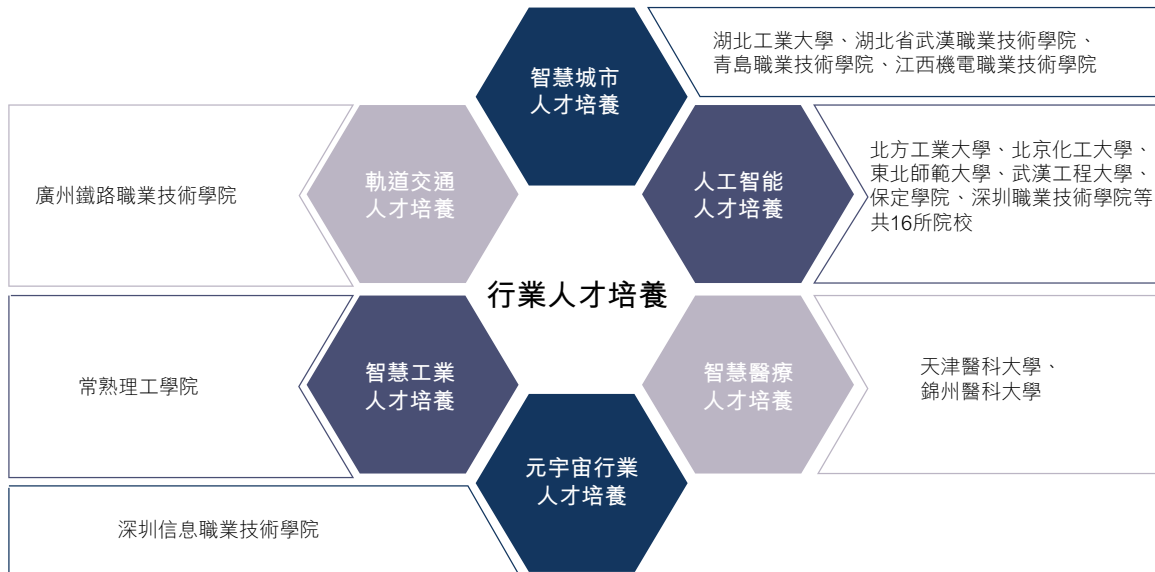 湖北工業大學、湖北省武漢職業技術學院、
青島職業技術學院、江西機電職業技術學院
智慧城市
人才培養
軌道交通
人才培養
廣州鐵路職業技術學院
人工智能
人才培養
北方工業大學、北京化工大學、
東北師範大學、武漢工程大學、
保定學院、深圳職業技術學院等
共16所院校
行業人才培養
智慧工業
人才培養
常熟理工學院
智慧醫療
人才培養
天津醫科大學、
錦州醫科大學
元宇宙行業
人才培養
深圳信息職業技術學院